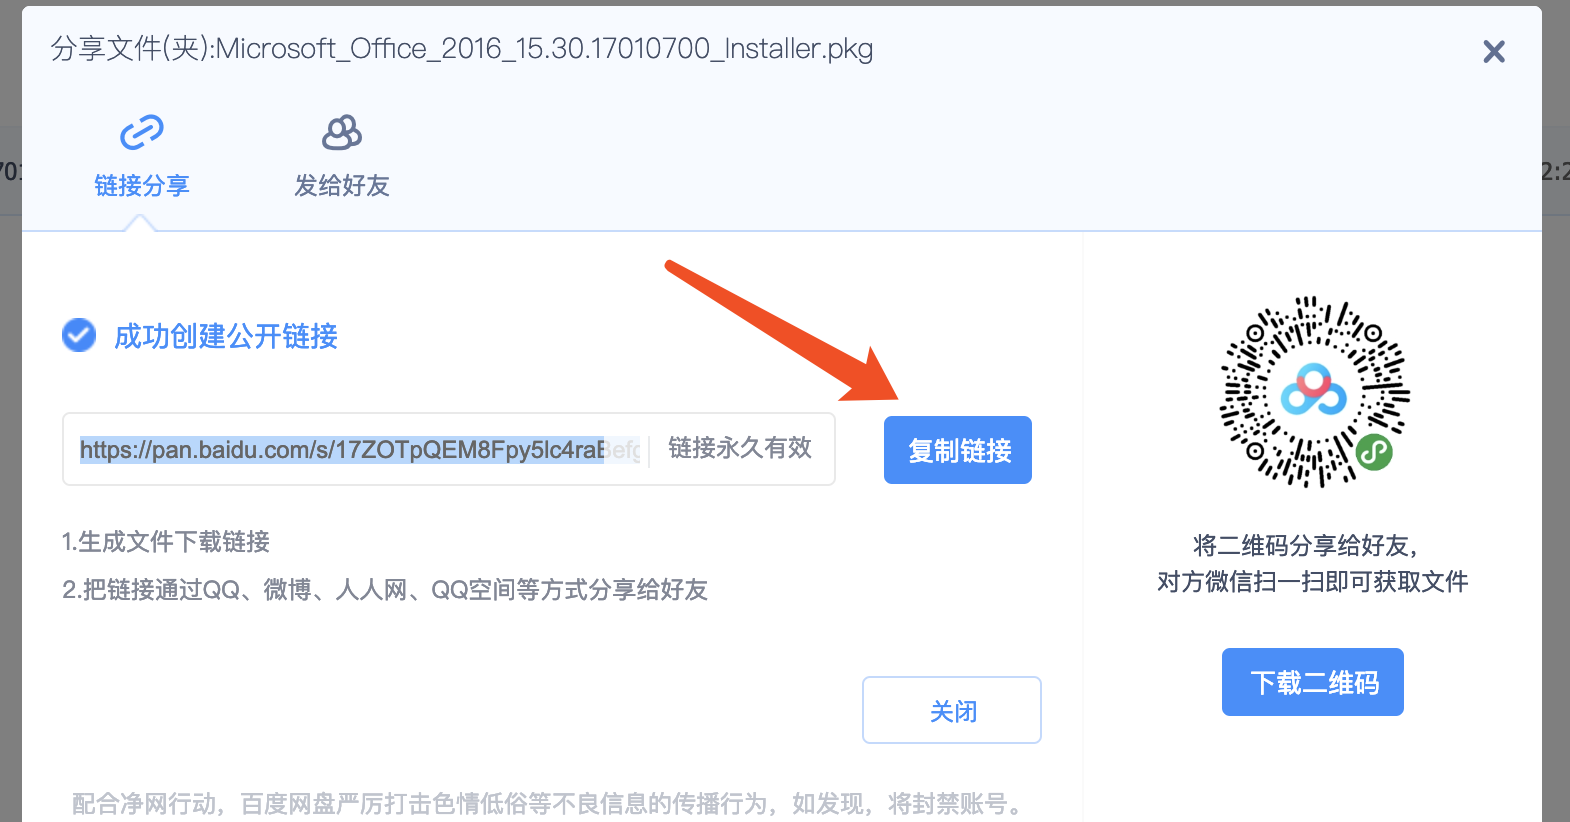 分享文件(夹):Microsoft_Office_2016_15.30.17010700_Installer.pkg
链接分享
发给好友
成功创建公开链接
https://pan.baidu.com/s/17ZOTpQEM8Fpy5lc4raBefg
链接永久有效
复制链接
1.生成文件下载链接
2.把链接通过QQ、微博、人人网、QQ空间等方式分享给好友
关闭
配合净网行动，百度网盘严厉打击色情低俗等不良信息的传播行为，如发现，将封禁账号。
将二维码分享给好友，
对方微信扫一扫即可获取文件
下载二维码